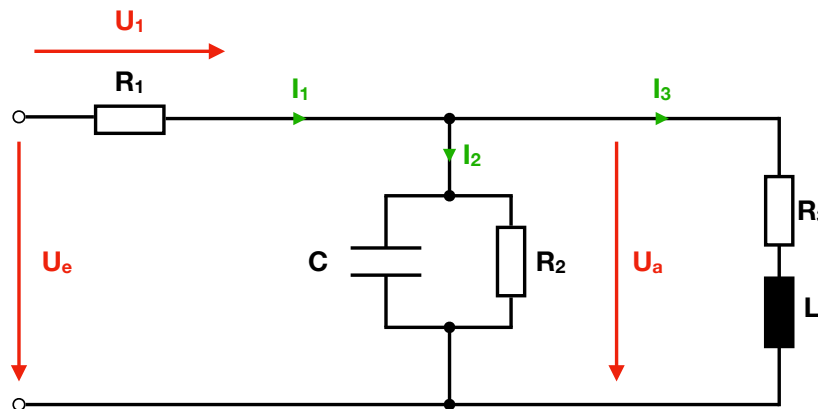 U₁
R₁
I₁
I₃
I₂
Uₑ
C
R₂
Uₐ
R
L